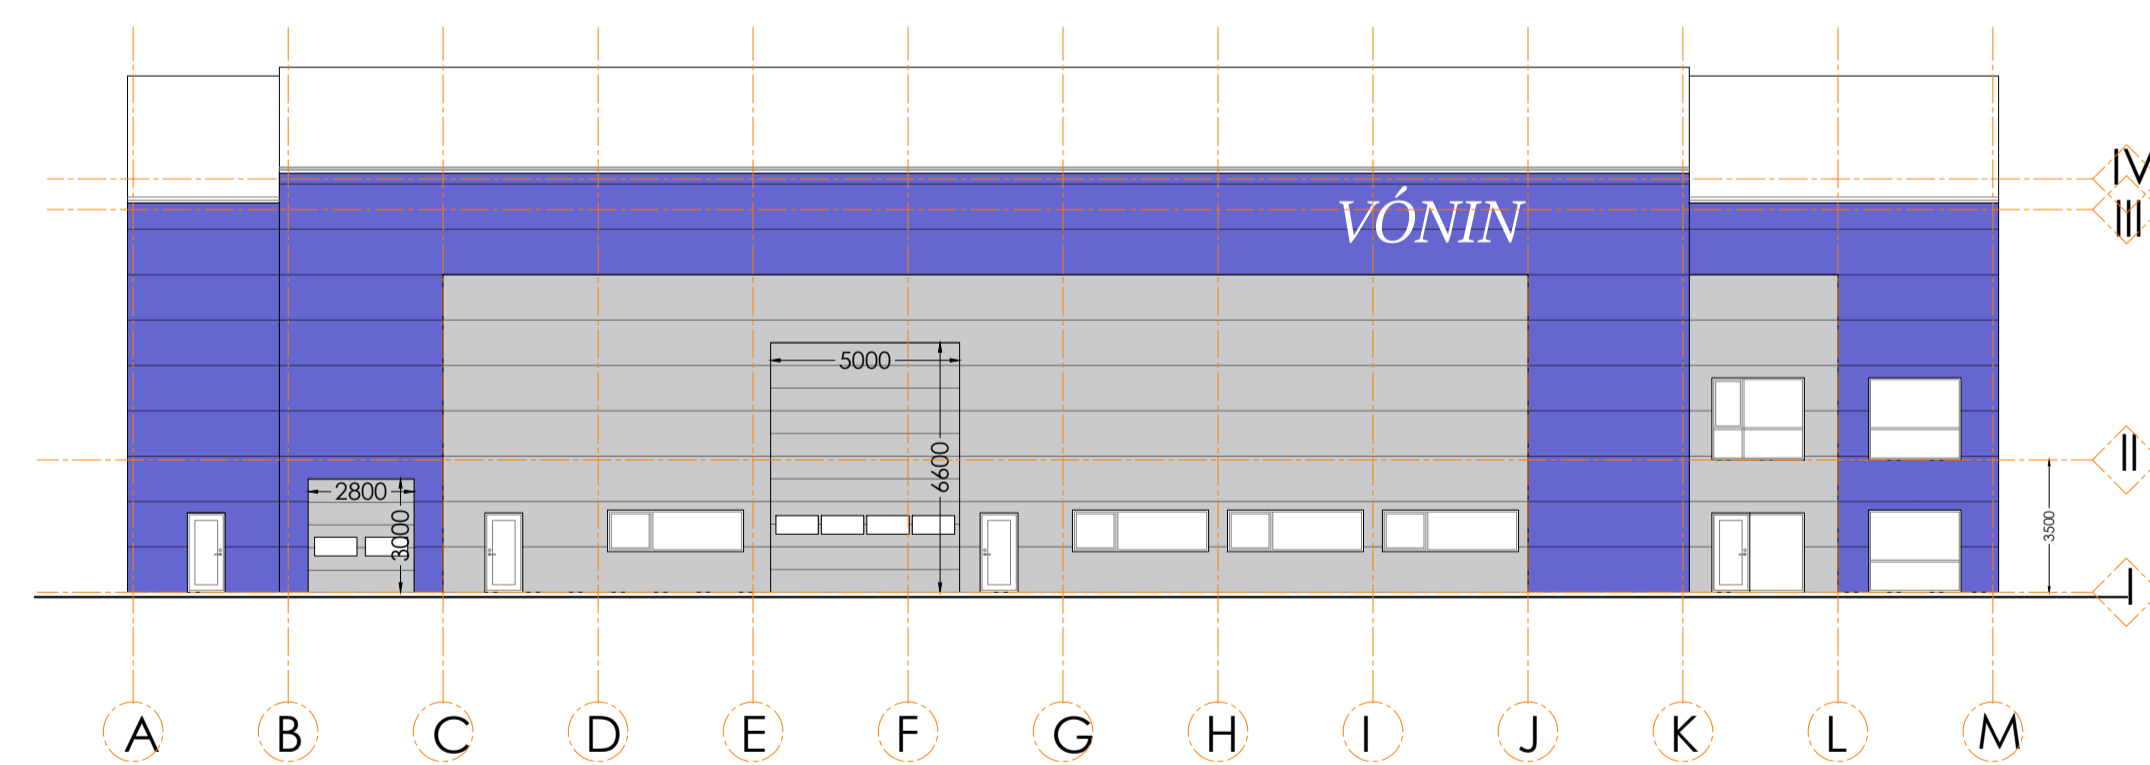 IV
VÓNIN
III
5000
6600
II
2800
3000
3500
I
A B C D E F G H I J K L M